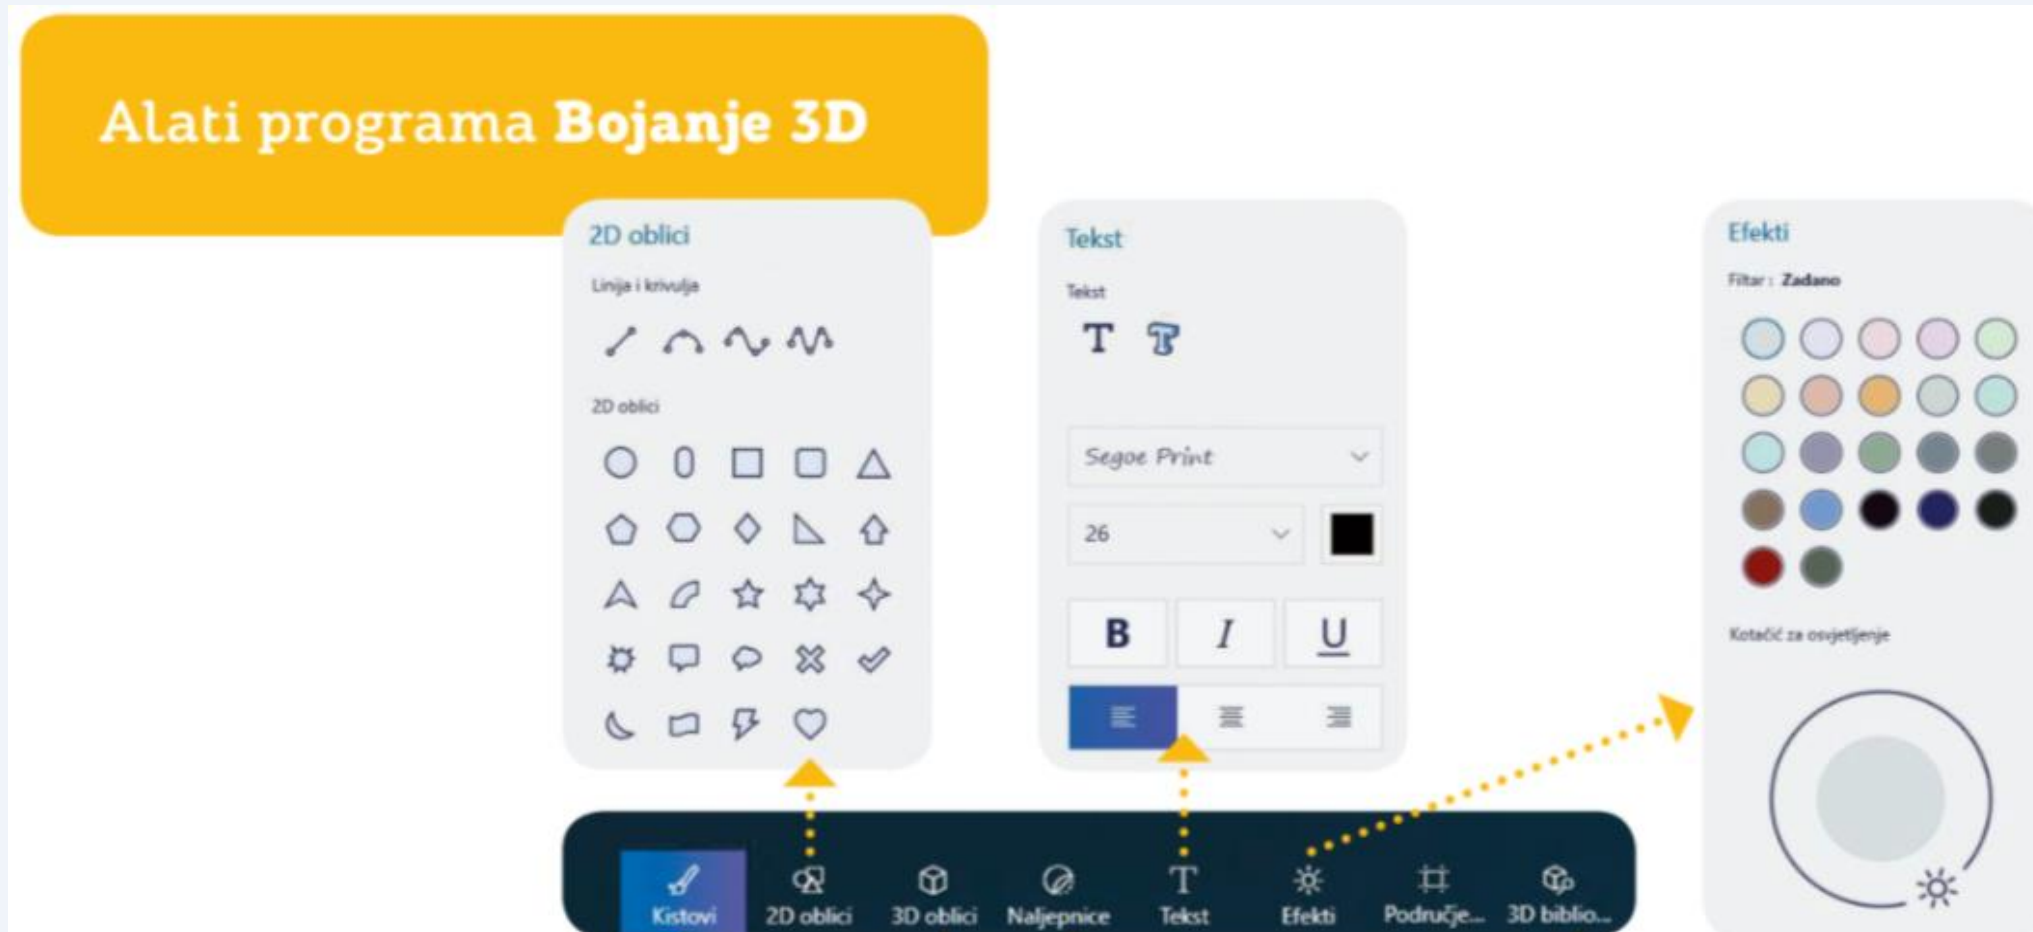 Alati programa Bojanje 3D
2D oblici
Linija i krivulja
2D oblici
Tekst
Tekst
T T
Segoe Print
26
B I U
Efekti
Filtar : Zadano
Kotačić za osvjetljenje
Kistovi 2D oblici 3D oblici Naljepnice Tekst Efekti Područje... 3D biblio...